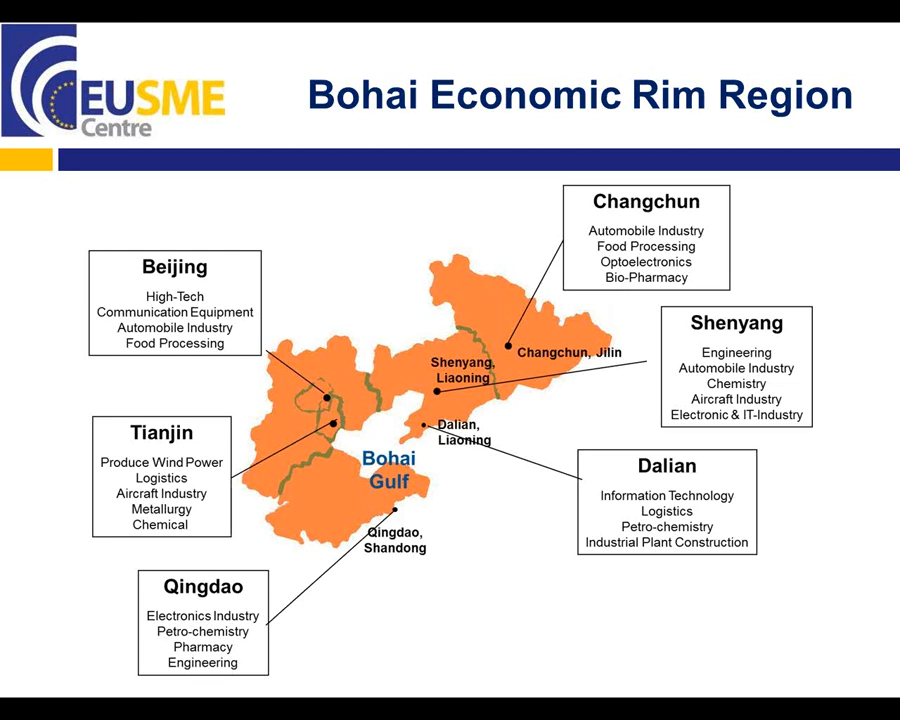 EUSME
Centre
Bohai Economic Rim Region
Changchun
Automobile Industry
Food Processing
Optoelectronics
Bio-Pharmacy
Beijing
High-Tech
Communication Equipment
Automobile Industry
Food Processing
Shenyang
Engineering
Automobile Industry
Chemistry
Aircraft Industry
Electronic & IT-Industry
Changchun, Jilin
Shenyang,
Liaoning
Dalian,
Liaoning
Bohai
Gulf
Qingdao,
Shandong
Tianjin
Produce Wind Power
Logistics
Aircraft Industry
Metallurgy
Chemical
Dalian
Information Technology
Logistics
Petro-chemistry
Industrial Plant Construction
Qingdao
Electronics Industry
Petro-chemistry
Pharmacy
Engineering